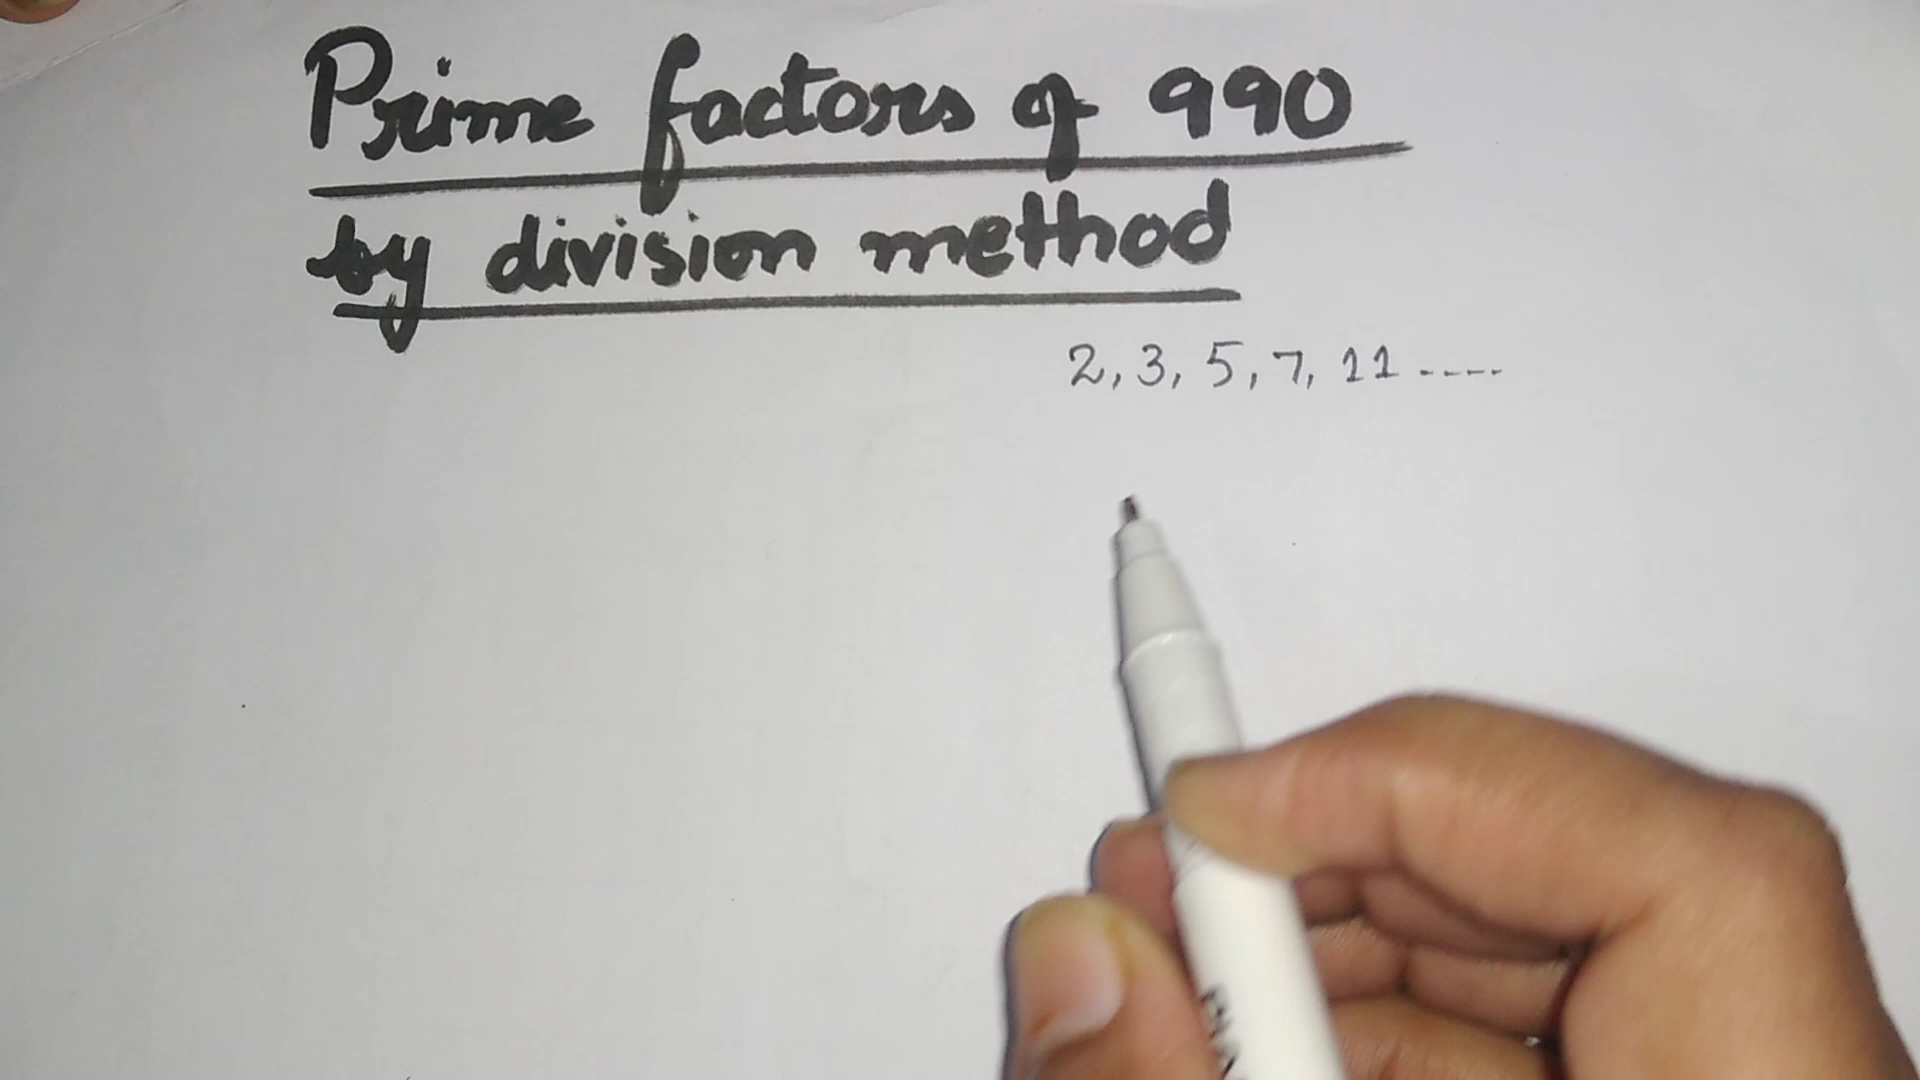 Prime factors of 990
by division method
2, 3, 5, 7, 11 -----